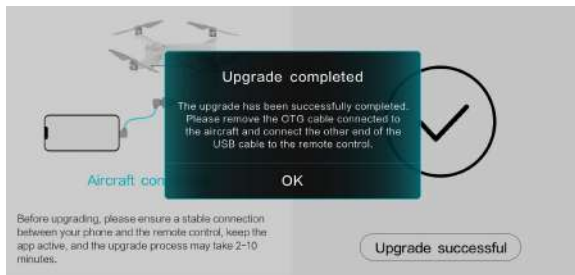 Upgrade completed
The upgrade has been successfully completed.
Please remove the OTG cable connected to
the aircraft and connect the other end of the
USB cable to the remote control.
OK
Aircraft con
Before upgrading, please ensure a stable connection
between your phone and the remote control, keep the
app active, and the upgrade process may take 2-10
minutes.
Upgrade successful